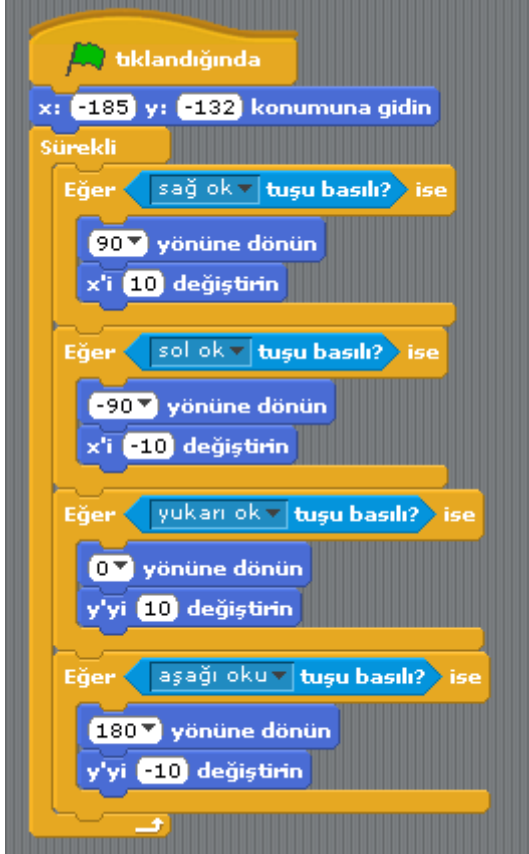 tıklandığında
x: -185 y: -132 konumuna gidin
Sürekli
Eğer sağ ok tuşu basılı? ise
90 yönüne dönün
x'i 10 değiştirin
Eğer sol ok tuşu basılı? ise
-90 yönüne dönün
x'i -10 değiştirin
Eğer yukarı ok tuşu basılı? ise
0 yönüne dönün
y'yi 10 değiştirin
Eğer aşağı oku tuşu basılı? ise
180 yönüne dönün
y'yi -10 değiştirin